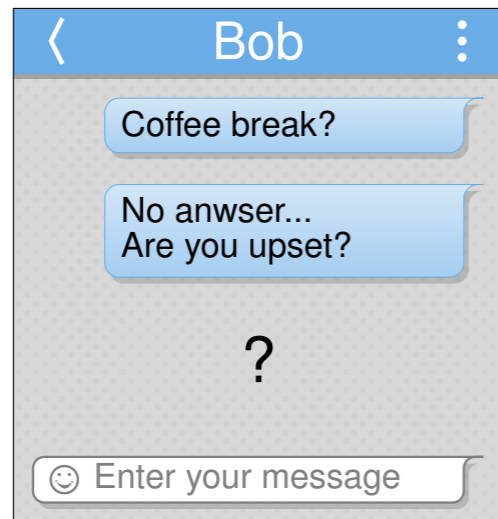 Bob
Coffee break?
No anwser...
Are you upset?
?
Enter your message